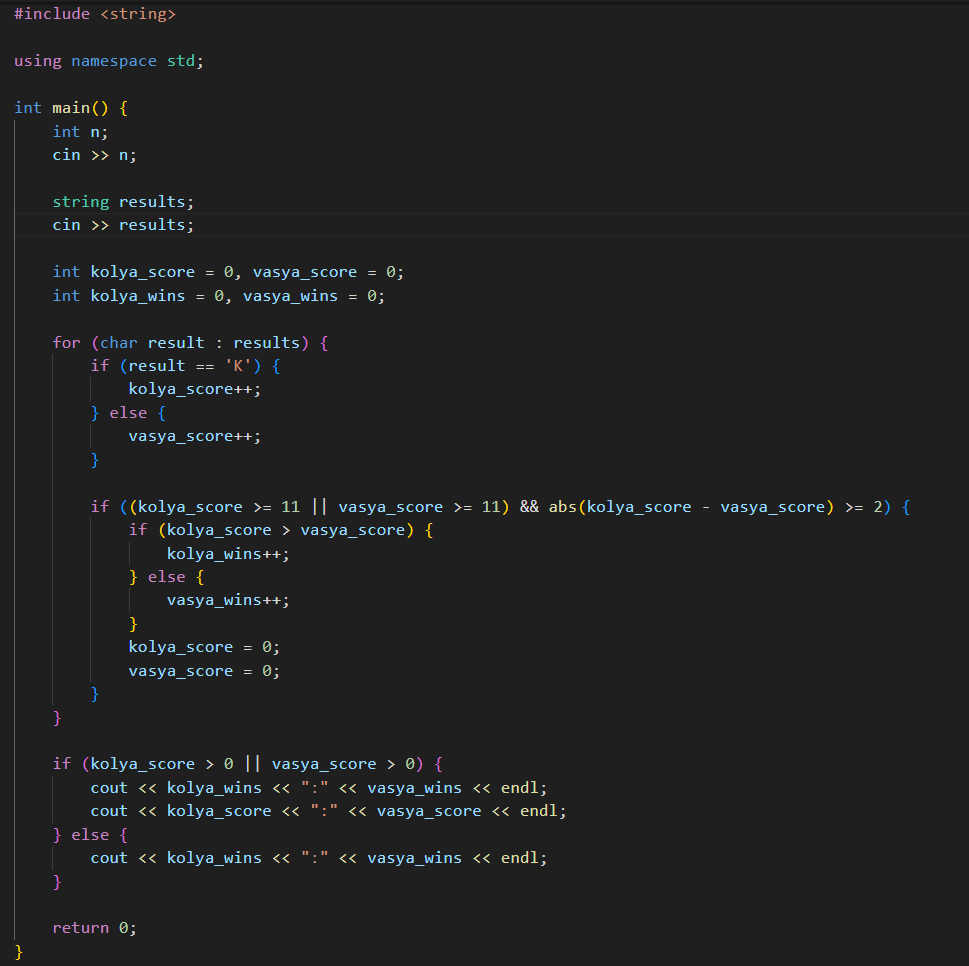 #include <string>
using namespace std;
int main() {
    int n;
    cin >> n;
    string results;
    cin >> results;
    int kolya_score = 0, vasya_score = 0;
    int kolya_wins = 0, vasya_wins = 0;
    for (char result : results) {
        if (result == 'K') {
            kolya_score++;
        } else {
            vasya_score++;
        }
        if ((kolya_score >= 11 || vasya_score >= 11) && abs(kolya_score - vasya_score) >= 2) {
            if (kolya_score > vasya_score) {
                kolya_wins++;
            } else {
                vasya_wins++;
            }
            kolya_score = 0;
            vasya_score = 0;
        }
    }
    if (kolya_score > 0 || vasya_score > 0) {
        cout << kolya_wins << ":" << vasya_wins << endl;
        cout << kolya_score << ":" << vasya_score << endl;
    } else {
        cout << kolya_wins << ":" << vasya_wins << endl;
    }
    return 0;
}